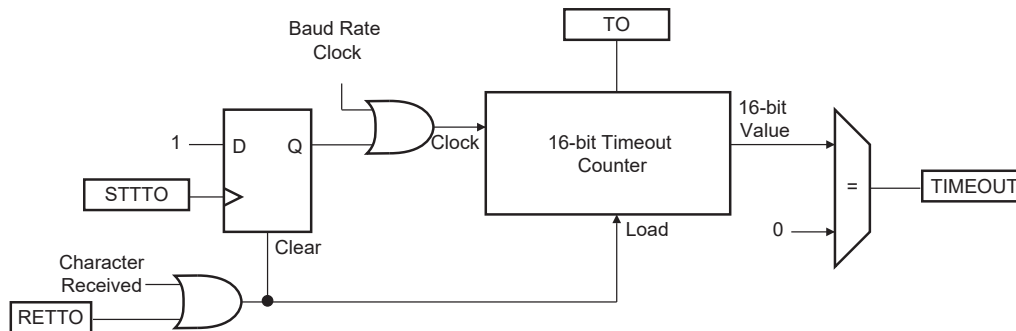 Baud Rate
Clock
TO
1
D
Q
Clock
16-bit Timeout
Counter
16-bit
Value
STTTO
=
TIMEOUT
Clear
Load
0
Character
Received
RETTO